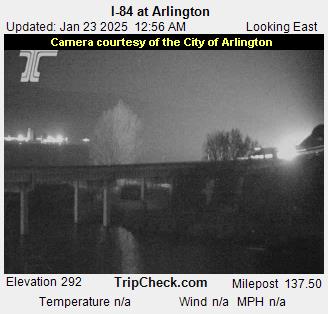 I-84 at Arlington
Updated: Jan 23 2025 12:56 AM Looking East
Camera courtesy of the City of Arlington
Elevation 292 TripCheck.com Milepost 137.50
Temperature n/a Wind n/a MPH n/a